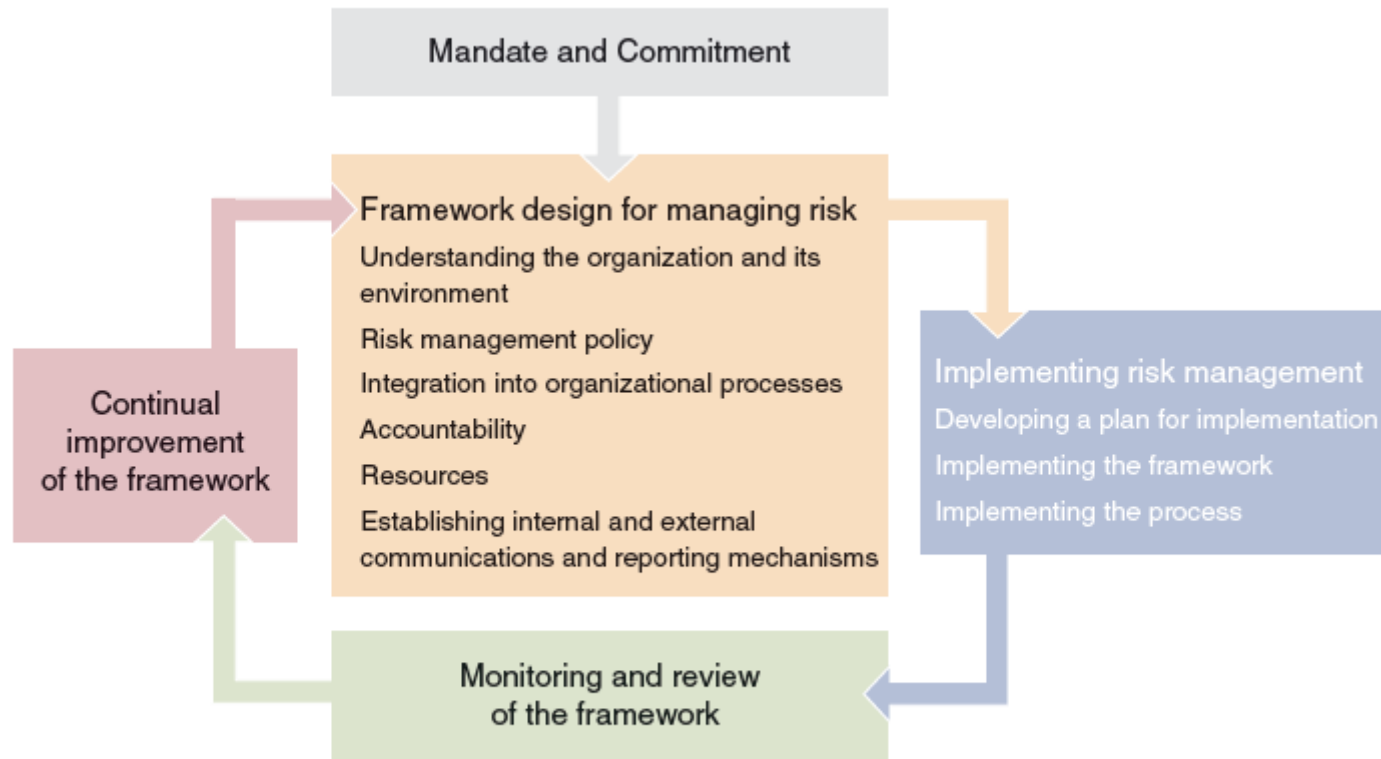 Mandate and Commitment
Framework design for managing risk
Understanding the organization and its
environment
Risk management policy
Integration into organizational processes
Accountability
Resources
Establishing internal and external
communications and reporting mechanisms
Implementing risk management
Developing a plan for implementation
Implementing the framework
Implementing the process
Monitoring and review
of the framework
Continual
improvement
of the framework